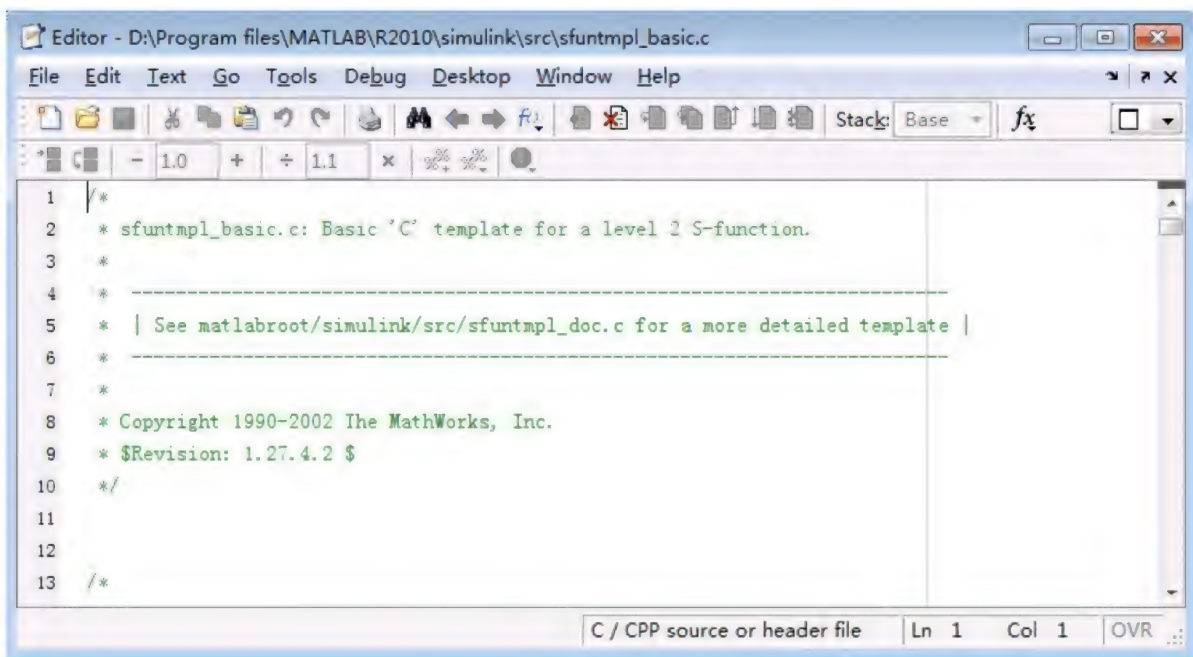 Editor - D:\Program files\MATLAB\R2010\simulink\src\sfuntmpl_basic.c
File Edit Text Go Tools Debug Desktop Window Help
Stack: Base fx
- 1.0 + ÷ 1.1 ×
1 /*
2 * sfuntmpl_basic.c: Basic 'C' template for a level 2 S-function.
3 *
4 * -------------------------------------------------------------------------
5 * | See matlabroot/simulink/src/sfuntmpl_doc.c for a more detailed template |
6 * -------------------------------------------------------------------------
7 *
8 * Copyright 1990-2002 The MathWorks, Inc.
9 * $Revision: 1.27.4.2 $
10 */
11
12
13 /*
C / CPP source or header file Ln 1 Col 1 OVR